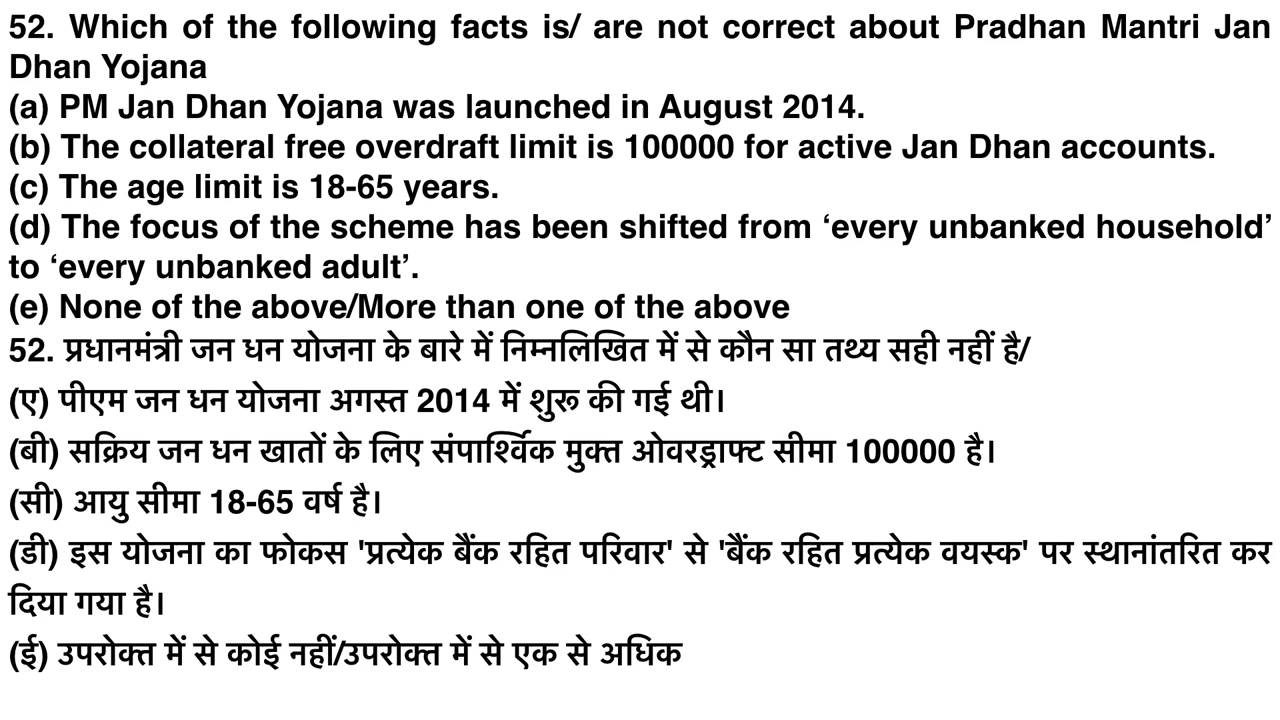 52. Which of the following facts is/ are not correct about Pradhan Mantri Jan
Dhan Yojana
(a) PM Jan Dhan Yojana was launched in August 2014.
(b) The collateral free overdraft limit is 100000 for active Jan Dhan accounts.
(c) The age limit is 18-65 years.
(d) The focus of the scheme has been shifted from ‘every unbanked household’
to ‘every unbanked adult’.
(e) None of the above/More than one of the above
52. प्रधानमंत्री जन धन योजना के बारे में निम्नलिखित में से कौन सा तथ्य सही नहीं है/
(ए) पीएम जन धन योजना अगस्त 2014 में शुरू की गई थी।
(बी) सक्रिय जन धन खातों के लिए संपार्श्विक मुक्त ओवरड्राफ्ट सीमा 100000 है।
(सी) आयु सीमा 18-65 वर्ष है।
(डी) इस योजना का फोकस 'प्रत्येक बैंक रहित परिवार' से 'बैंक रहित प्रत्येक वयस्क' पर स्थानांतरित कर
दिया गया है।
(ई) उपरोक्त में से कोई नहीं/उपरोक्त में से एक से अधिक